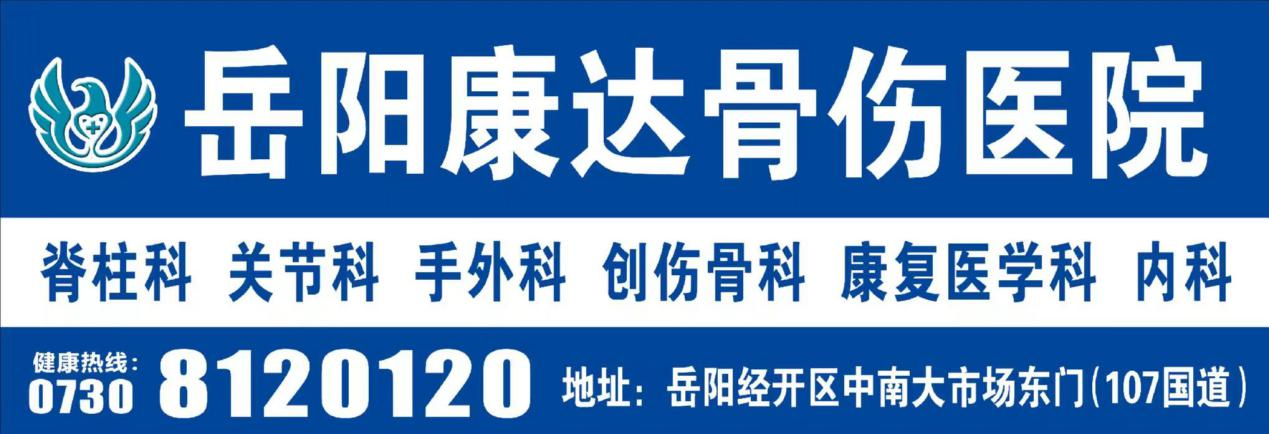 岳阳康达骨伤医院
脊柱科 关节科 手外科 创伤骨科 康复医学科 内科
健康热线：
0730 8120120
地址：岳阳经开区中南大市场东门（107国道）